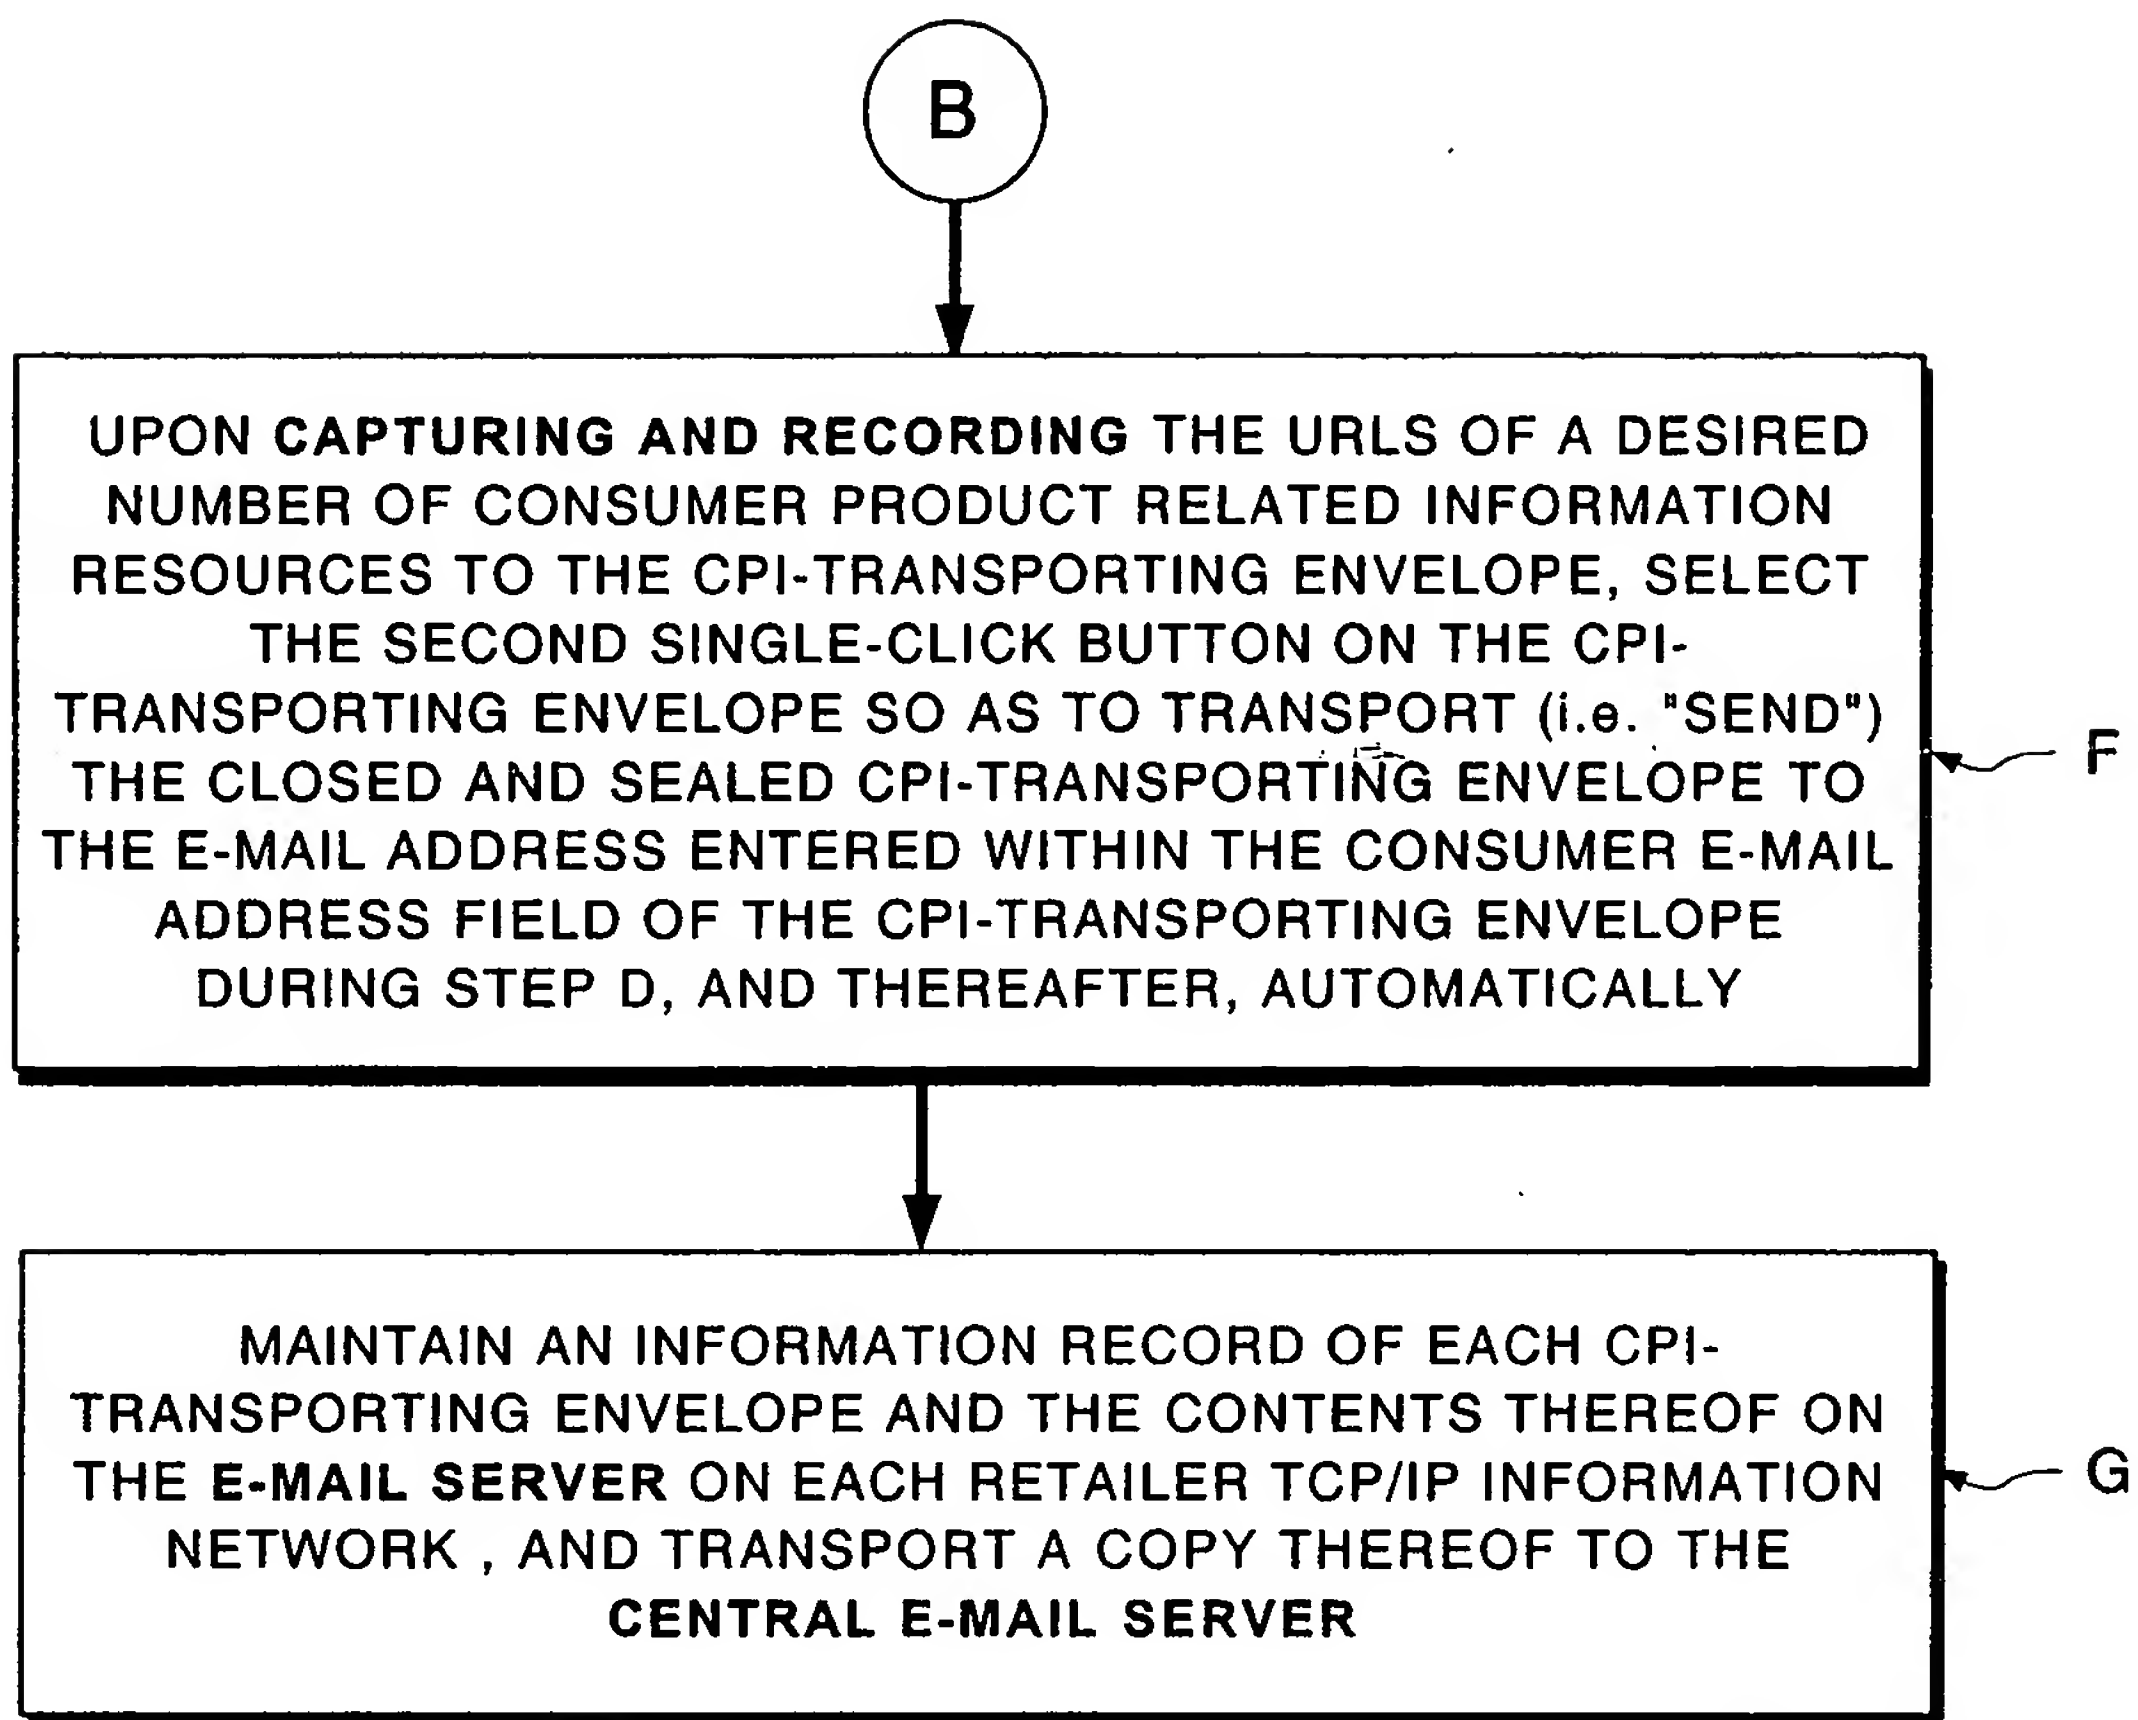 B
UPON CAPTURING AND RECORDING THE URLS OF A DESIRED
NUMBER OF CONSUMER PRODUCT RELATED INFORMATION
RESOURCES TO THE CPI-TRANSPORTING ENVELOPE, SELECT
THE SECOND SINGLE-CLICK BUTTON ON THE CPI-
TRANSPORTING ENVELOPE SO AS TO TRANSPORT (i.e. "SEND")
THE CLOSED AND SEALED CPI-TRANSPORTING ENVELOPE TO
THE E-MAIL ADDRESS ENTERED WITHIN THE CONSUMER E-MAIL
ADDRESS FIELD OF THE CPI-TRANSPORTING ENVELOPE
DURING STEP D, AND THEREAFTER, AUTOMATICALLY
F
MAINTAIN AN INFORMATION RECORD OF EACH CPI-
TRANSPORTING ENVELOPE AND THE CONTENTS THEREOF ON
THE E-MAIL SERVER ON EACH RETAILER TCP/IP INFORMATION
NETWORK , AND TRANSPORT A COPY THEREOF TO THE
CENTRAL E-MAIL SERVER
G